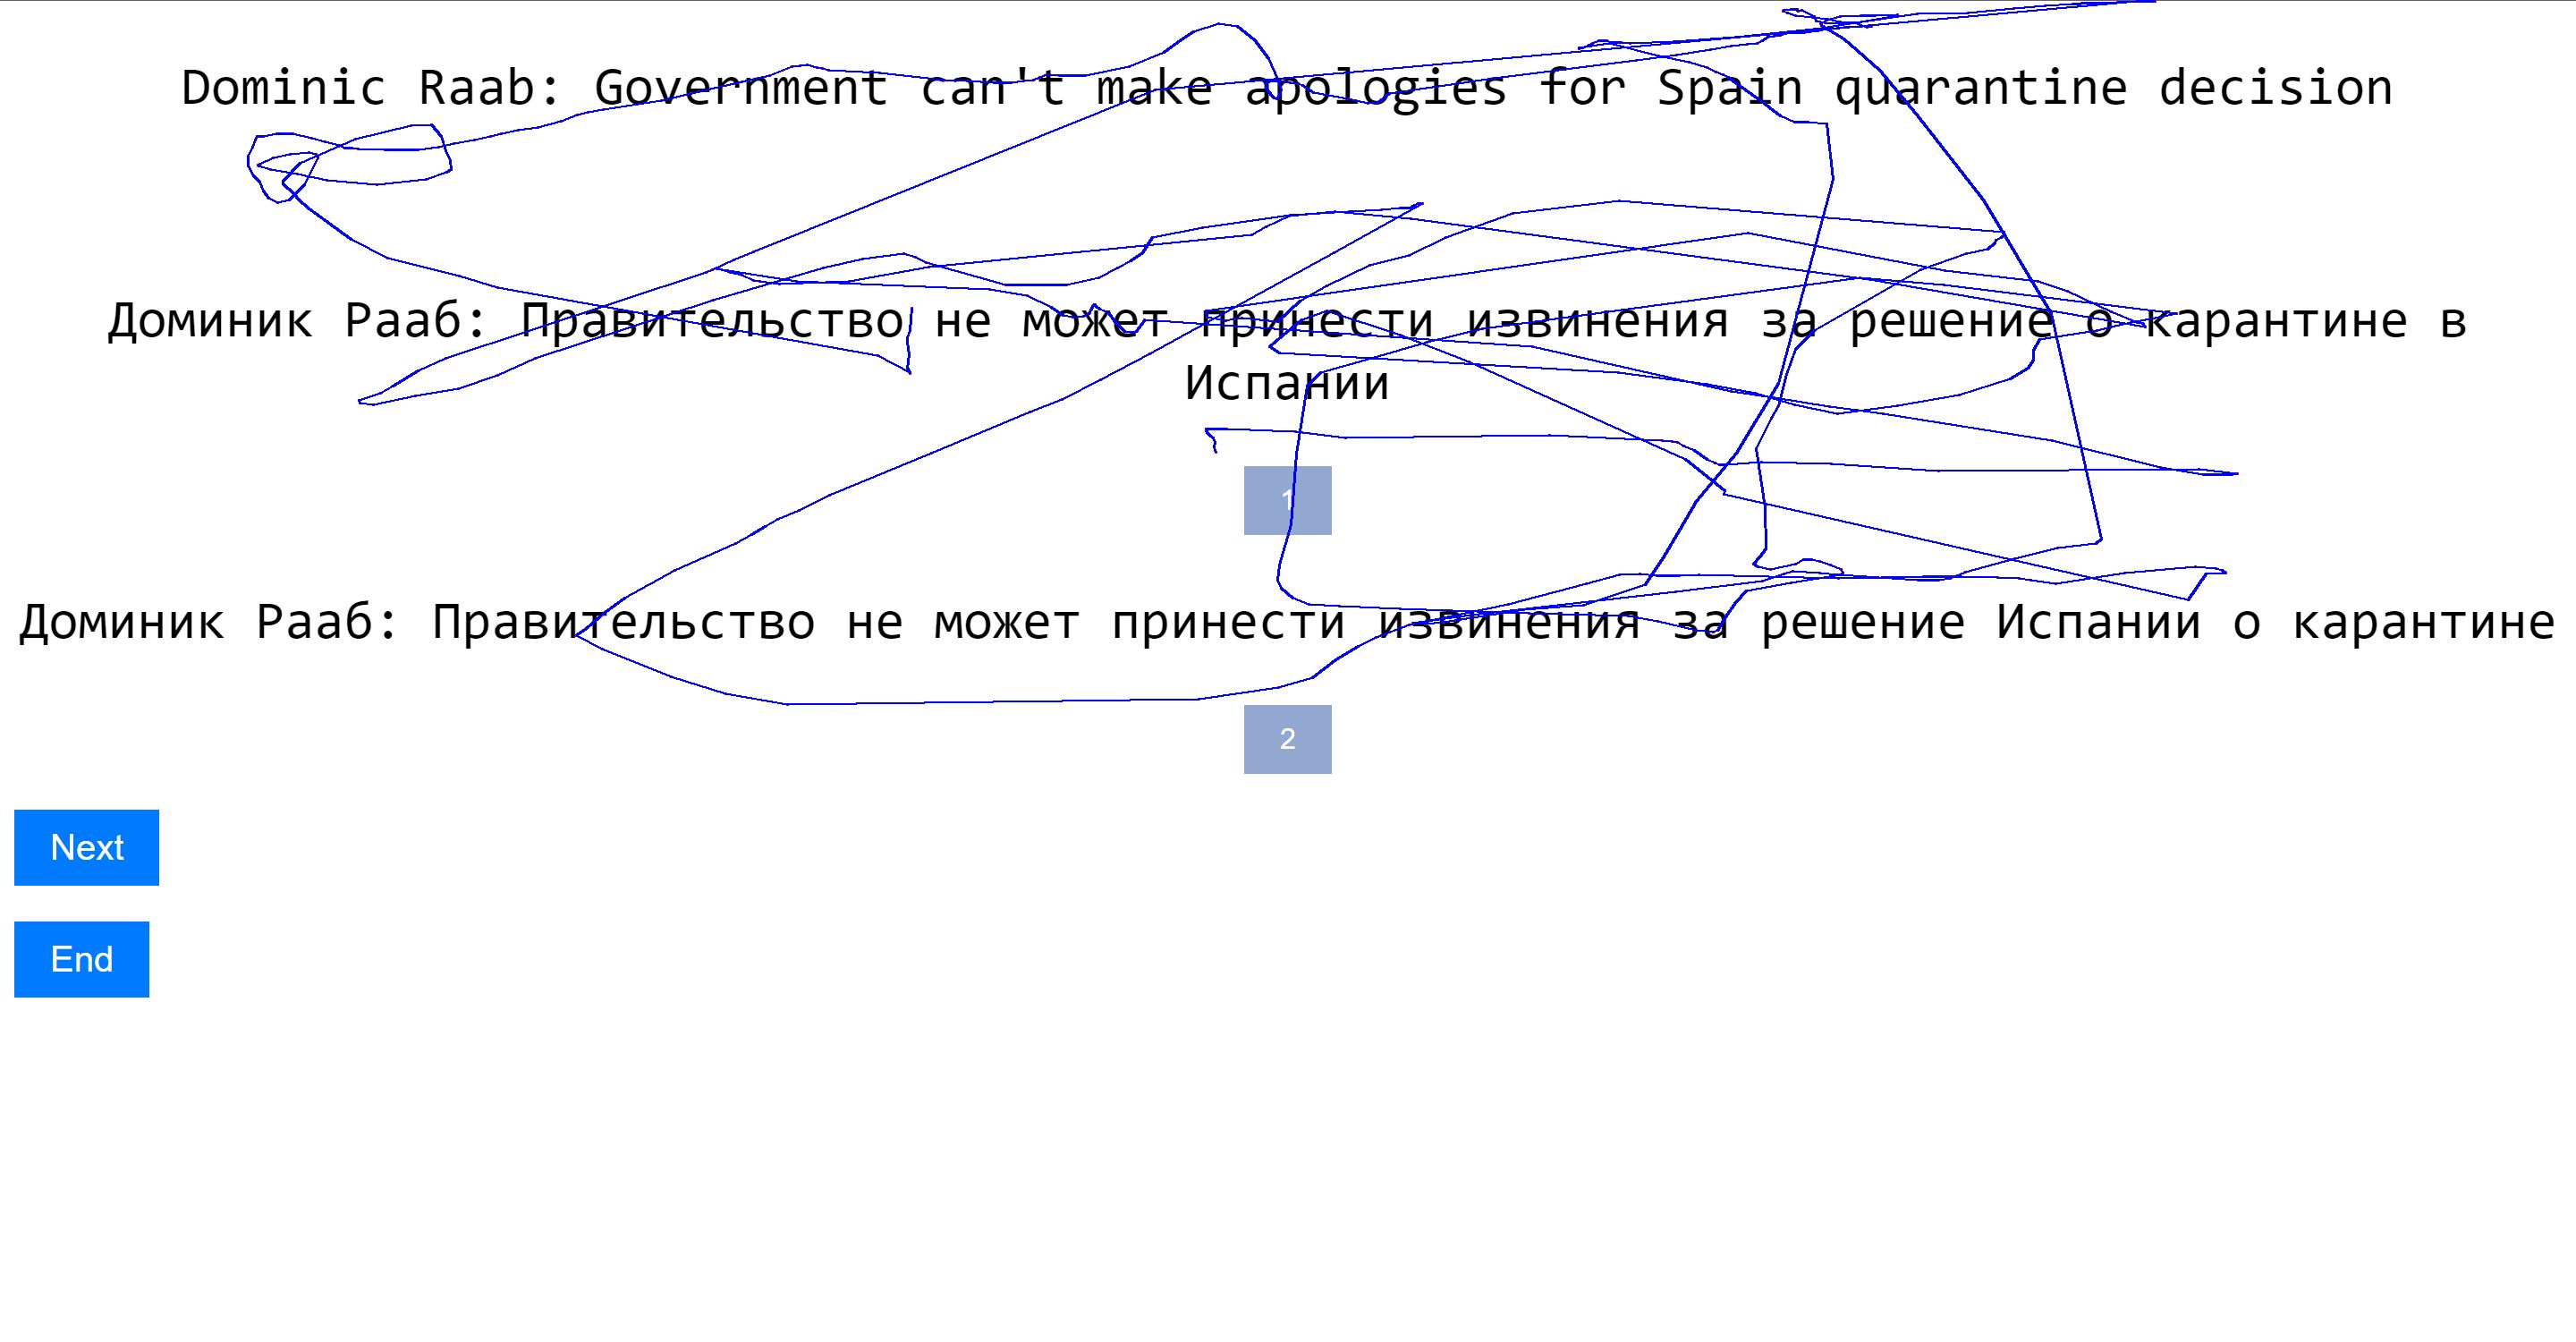 Dominic Raab: Government can't make apologies for Spain quarantine decision
Доминик Рааб: Правительство не может принести извинения за решение о карантине в
Испании
1
Доминик Рааб: Правительство не может принести извинения за решение Испании о карантине
2
Next
End